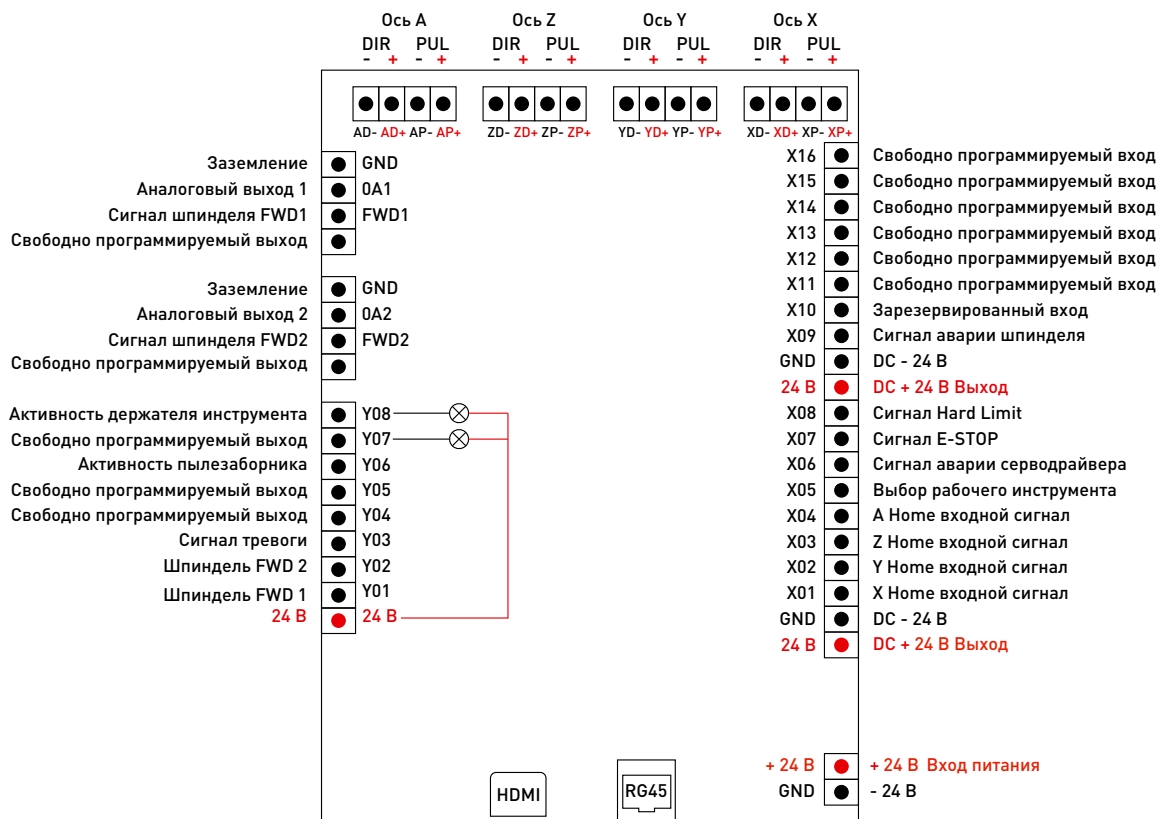 Ось A Ось Z Ось Y Ось X
DIR PUL DIR PUL DIR PUL DIR PUL
- + - + - + - + - + - + - + - +
AD- AD+ AP- AP+ ZD- ZD+ ZP- ZP+ YD- YD+ YP- YP+ XD- XD+ XP- XP+
Заземление GND
Аналоговый выход 1 0A1
Сигнал шпинделя FWD1 FWD1
Свободно программируемый выход
Заземление GND
Аналоговый выход 2 0A2
Сигнал шпинделя FWD2 FWD2
Свободно программируемый выход
Активность держателя инструмента Y08
Свободно программируемый выход Y07
Активность пылезаборника Y06
Свободно программируемый выход Y05
Свободно программируемый выход Y04
Сигнал тревоги Y03
Шпиндель FWD 2 Y02
Шпиндель FWD 1 Y01
24 В 24 В
X16 Свободно программируемый вход
X15 Свободно программируемый вход
X14 Свободно программируемый вход
X13 Свободно программируемый вход
X12 Свободно программируемый вход
X11 Свободно программируемый вход
X10 Зарезервированный вход
X09 Сигнал аварии шпинделя
GND DC - 24 В
24 В DC + 24 В Выход
X08 Сигнал Hard Limit
X07 Сигнал E-STOP
X06 Сигнал аварии серводрайвера
X05 Выбор рабочего инструмента
X04 A Home входной сигнал
X03 Z Home входной сигнал
X02 Y Home входной сигнал
X01 X Home входной сигнал
GND DC - 24 В
24 В DC + 24 В Выход
+ 24 В + 24 В Вход питания
GND - 24 В
HDMI RG45